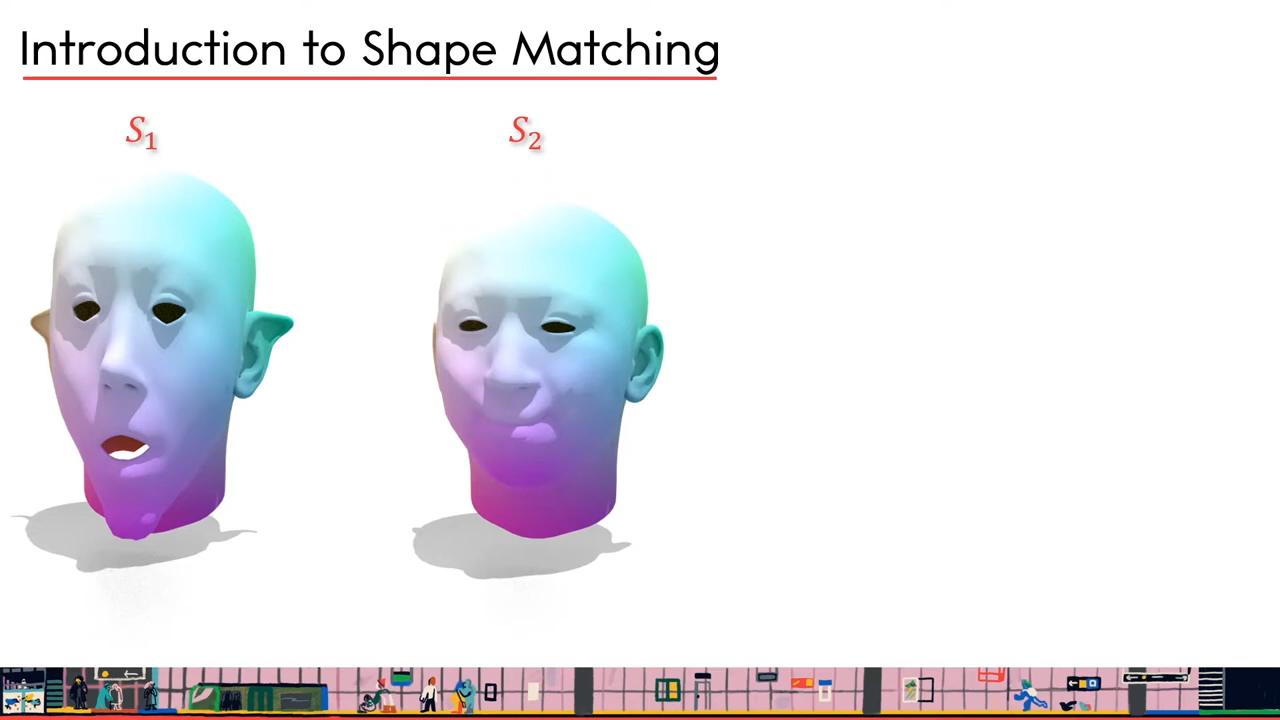 Introduction to Shape Matching
S₁
S₂